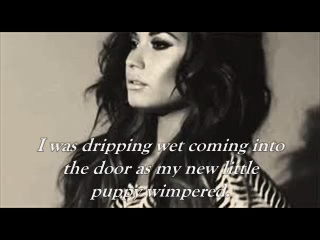 I was dripping wet coming into
the door as my new little
puppy wimpered.